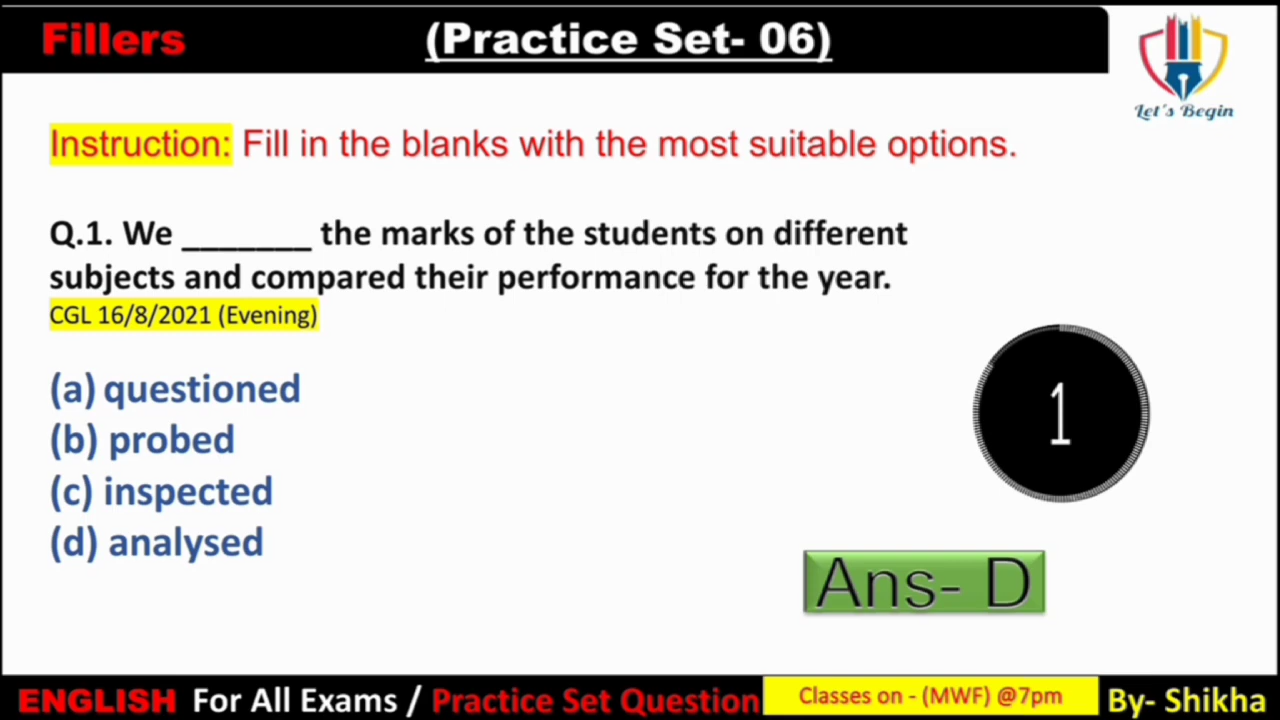 Fillers (Practice Set- 06)
Let's Begin
Instruction: Fill in the blanks with the most suitable options.
Q.1. We _______ the marks of the students on different
subjects and compared their performance for the year.
CGL 16/8/2021 (Evening)
(a) questioned
(b) probed
(c) inspected
(d) analysed
1
Ans- D
ENGLISH For All Exams / Practice Set Question Classes on - (MWF) @7pm By- Shikha